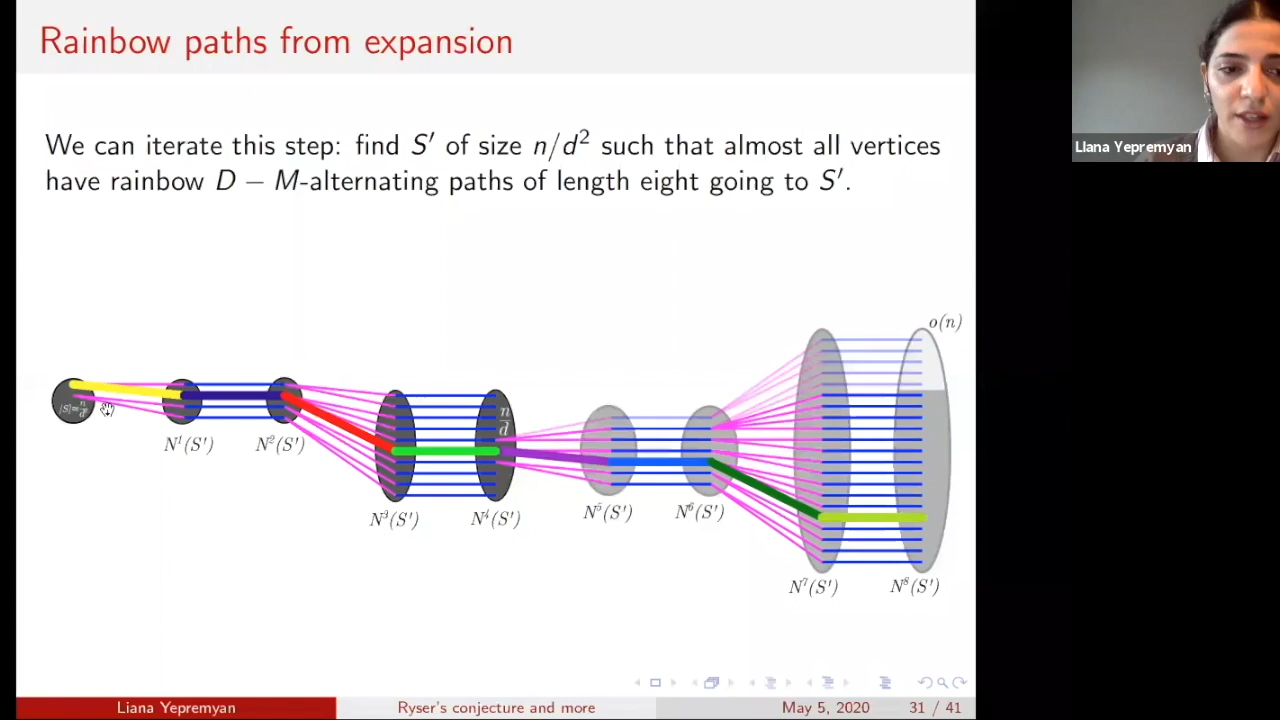 Rainbow paths from expansion
We can iterate this step: find S′ of size n/d² such that almost all vertices
have rainbow D − M-alternating paths of length eight going to S′.
LIana Yepremyan
o(n)
n/d
N¹(S′)
N²(S′)
N³(S′)
N⁴(S′)
N⁵(S′)
N⁶(S′)
N⁷(S′)
N⁸(S′)
Liana Yepremyan
Ryser's conjecture and more
May 5, 2020
31 / 41